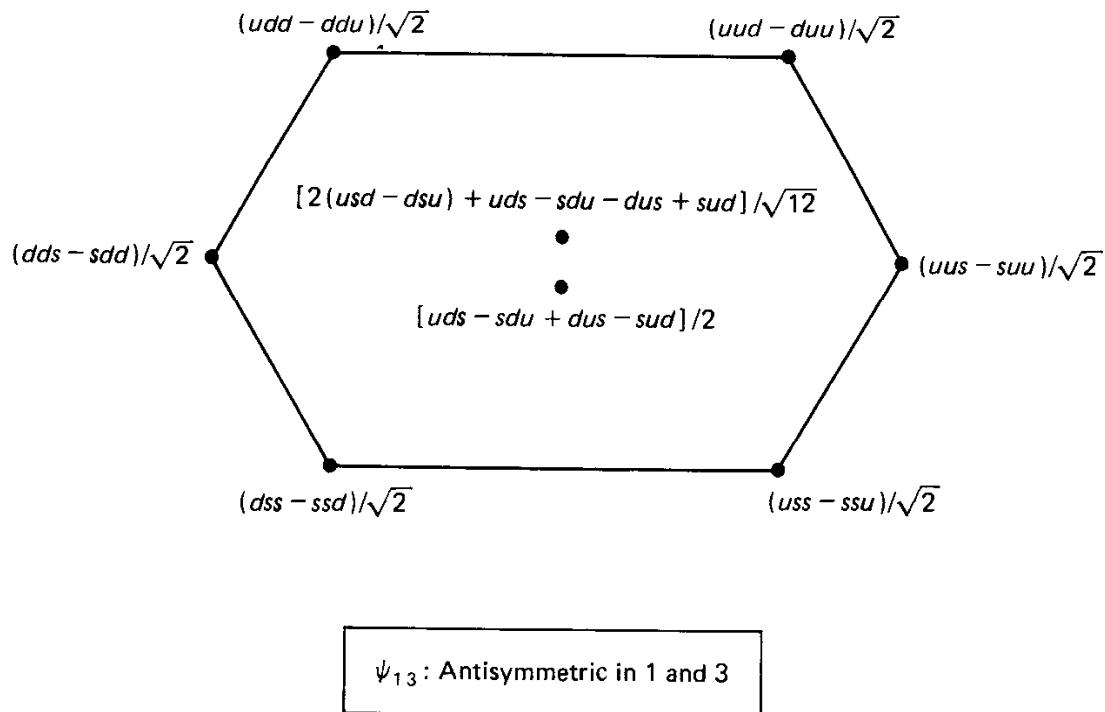 (udd − ddu)/√2
(uud − duu)/√2
[2(usd − dsu) + uds − sdu − dus + sud]/√12
(dds − sdd)/√2
(uus − suu)/√2
[uds − sdu + dus − sud]/2
(dss − ssd)/√2
(uss − ssu)/√2
ψ₁₃: Antisymmetric in 1 and 3